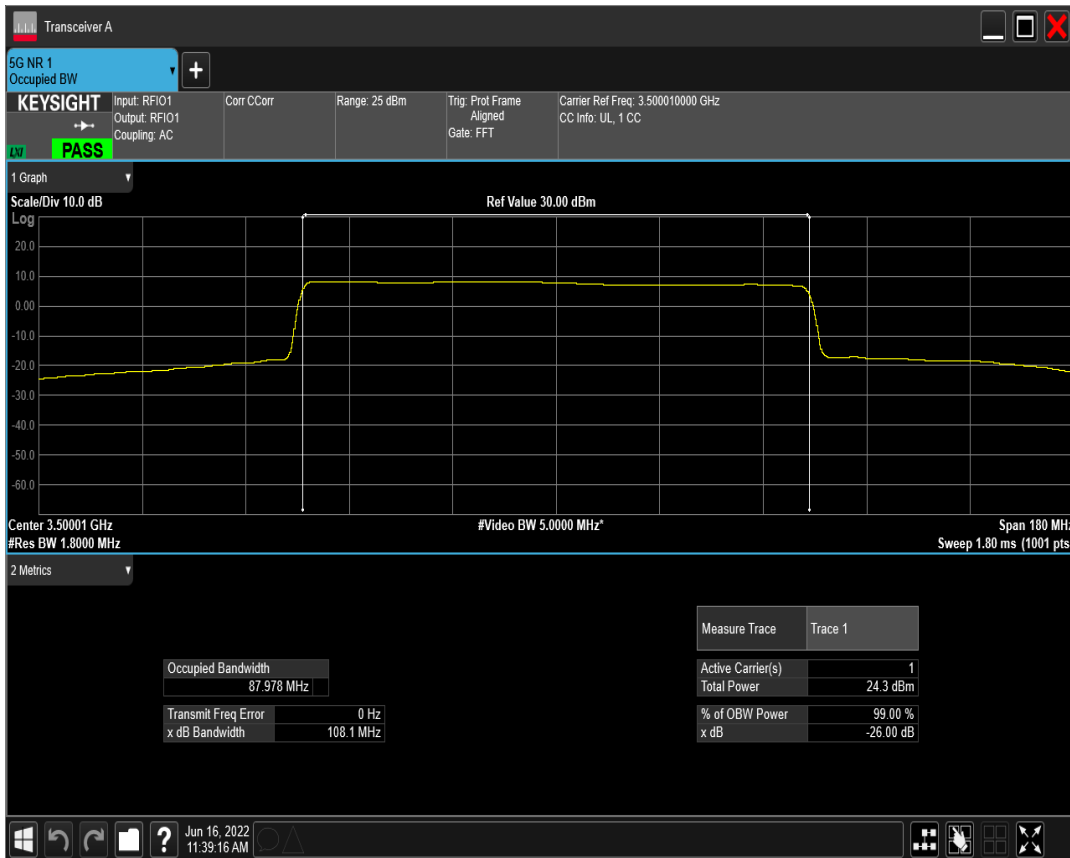 Transceiver A
5G NR 1
Occupied BW
KEYSIGHT
LXI
PASS
Input: RFIO1
Output: RFIO1
Coupling: AC
Corr CCorr
Range: 25 dBm
Trig: Prot Frame
Aligned
Gate: FFT
Carrier Ref Freq: 3.500010000 GHz
CC Info: UL, 1 CC
1 Graph
Scale/Div 10.0 dB
Ref Value 30.00 dBm
Log
20.0
10.0
0.00
-10.0
-20.0
-30.0
-40.0
-50.0
-60.0
Center 3.50001 GHz
#Video BW 5.0000 MHz*
Span 180 MHz
#Res BW 1.8000 MHz
Sweep 1.80 ms (1001 pts
2 Metrics
Measure Trace Trace 1
Occupied Bandwidth
87.978 MHz
Active Carrier(s) 1
Total Power 24.3 dBm
Transmit Freq Error 0 Hz
x dB Bandwidth 108.1 MHz
% of OBW Power 99.00 %
x dB -26.00 dB
?
Jun 16, 2022
11:39:16 AM